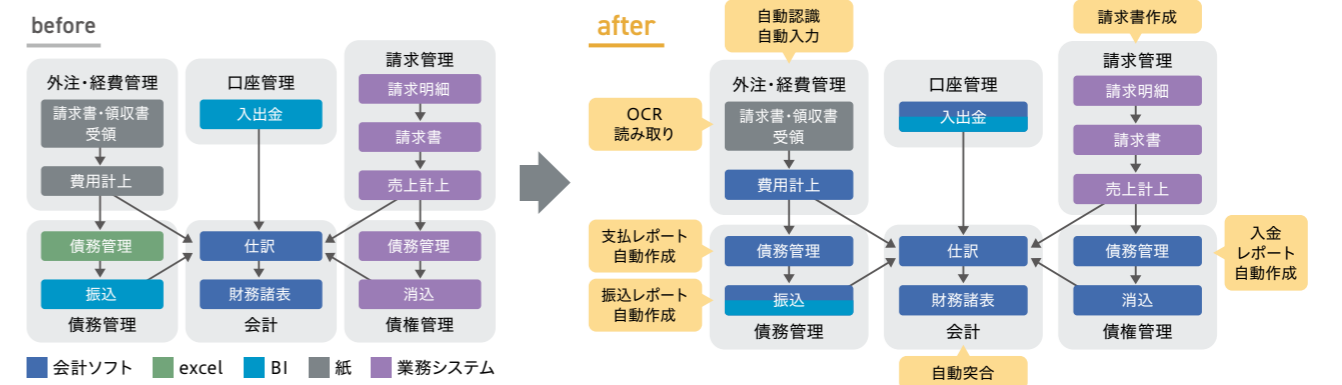 before
外注・経費管理
請求書・領収書
受領
費用計上
口座管理
入出金
請求管理
請求明細
請求書
売上計上
債務管理
振込
債務管理
仕訳
財務諸表
会計
債務管理
消込
債権管理
会計ソフト
excel
BI
紙
業務システム
after
自動認識
自動入力
請求書作成
OCR
読み取り
外注・経費管理
請求書・領収書
受領
費用計上
口座管理
入出金
請求管理
請求明細
請求書
売上計上
支払レポート
自動作成
振込レポート
自動作成
債務管理
振込
債務管理
仕訳
財務諸表
会計
自動突合
債務管理
消込
債権管理
入金
レポート
自動作成